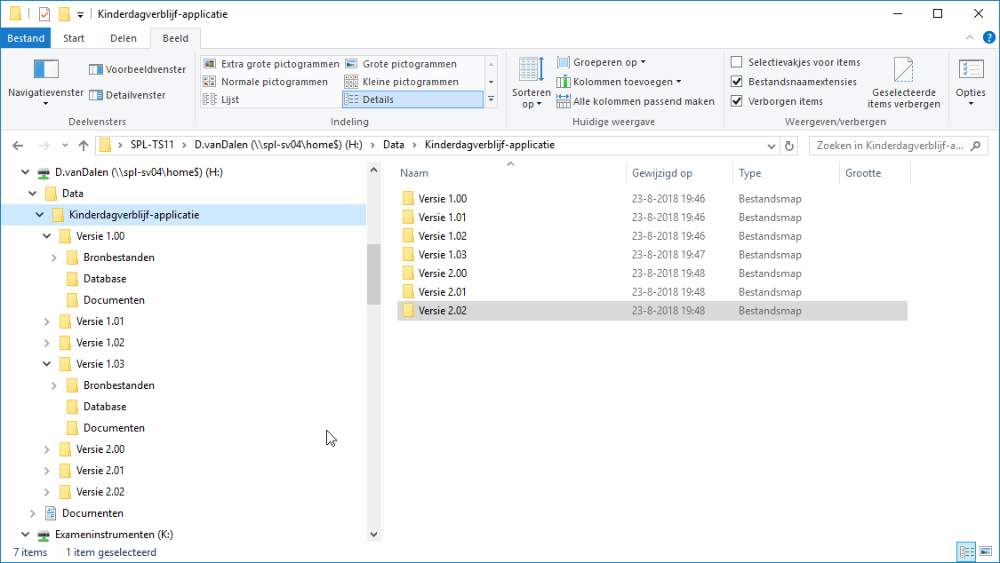 Kinderdagverblijf-applicatie
Bestand Start Delen Beeld
Navigatievenster
Voorbeeldvenster
Detailvenster
Deelvensters
Extra grote pictogrammen Grote pictogrammen
Normale pictogrammen Kleine pictogrammen
Lijst Details
Indeling
Sorteren op
Groeperen op
Kolommen toevoegen
Alle kolommen passend maken
Huidige weergave
Selectievakjes voor items
Bestandsnaamextensies
Verborgen items
Geselecteerde
items verbergen
Weergeven/verbergen
Opties
SPL-TS11 > D.vanDalen (\\spl-sv04\home$) (H:) > Data > Kinderdagverblijf-applicatie
Zoeken in Kinderdagverblijf-a...
D.vanDalen (\\spl-sv04\home$) (H:)
Data
Kinderdagverblijf-applicatie
Versie 1.00
Bronbestanden
Database
Documenten
Versie 1.01
Versie 1.02
Versie 1.03
Bronbestanden
Database
Documenten
Versie 2.00
Versie 2.01
Versie 2.02
Documenten
Exameninstrumenten (K:)
Naam Gewijzigd op Type Grootte
Versie 1.00 23-8-2018 19:46 Bestandsmap
Versie 1.01 23-8-2018 19:46 Bestandsmap
Versie 1.02 23-8-2018 19:46 Bestandsmap
Versie 1.03 23-8-2018 19:47 Bestandsmap
Versie 2.00 23-8-2018 19:48 Bestandsmap
Versie 2.01 23-8-2018 19:48 Bestandsmap
Versie 2.02 23-8-2018 19:48 Bestandsmap
7 items 1 item geselecteerd